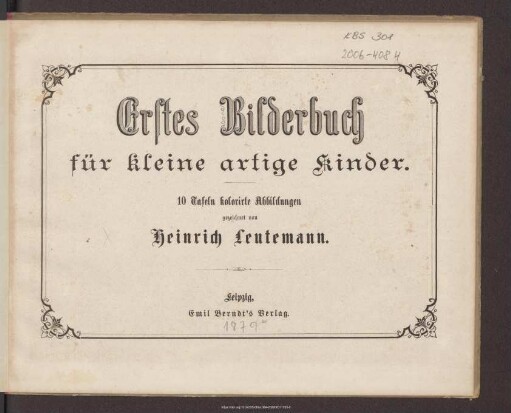 KBS 301
2006-408 4
Erstes Bilderbuch
für kleine artige Kinder.
10 Tafeln kolorirte Abbildungen
gezeichnet von
Heinrich Leutemann.
Leipzig,
Emil Berndt's Verlag.
1879